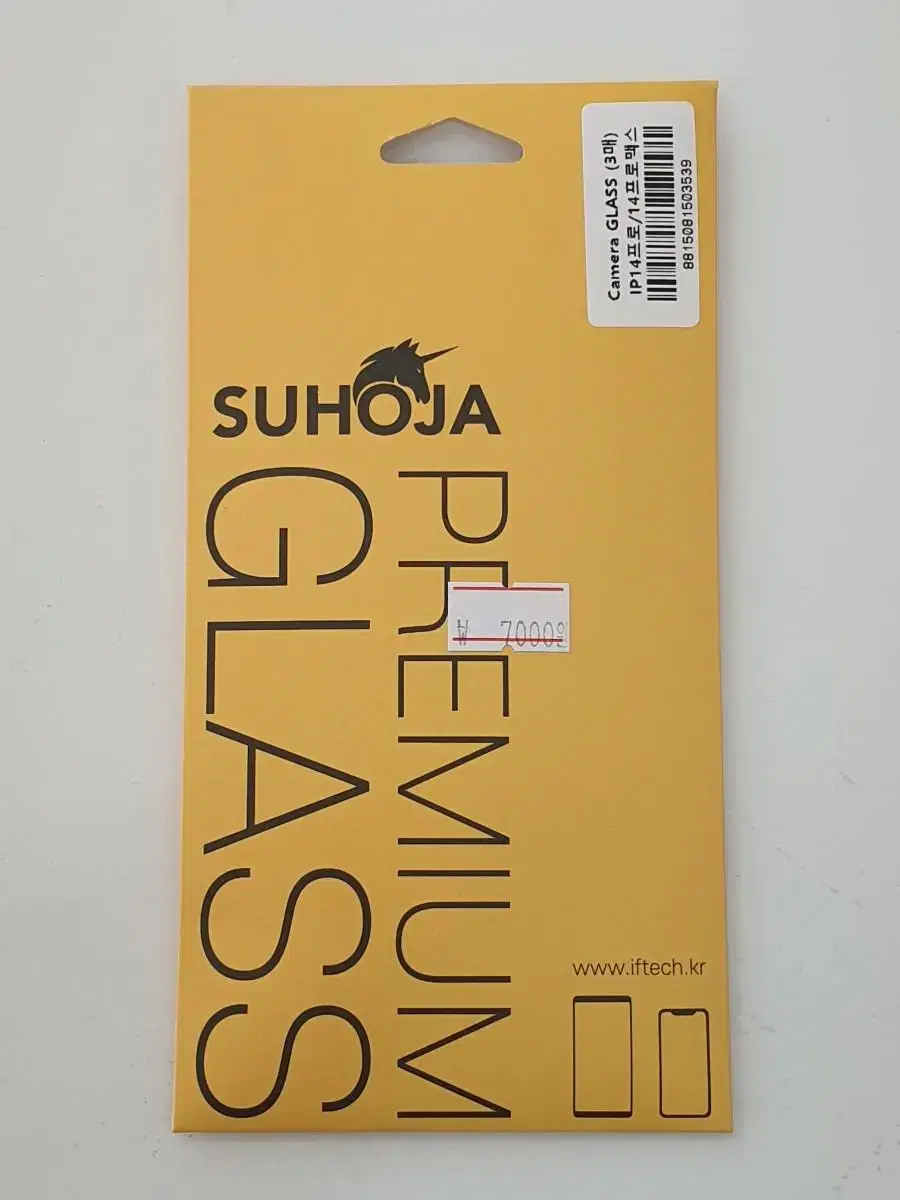 Camera GLASS (3매)
IP14프로/14프로맥스
8815081503539
SUHOJA
PREMIUM
GLASS
₩ 7000
www.iftech.kr